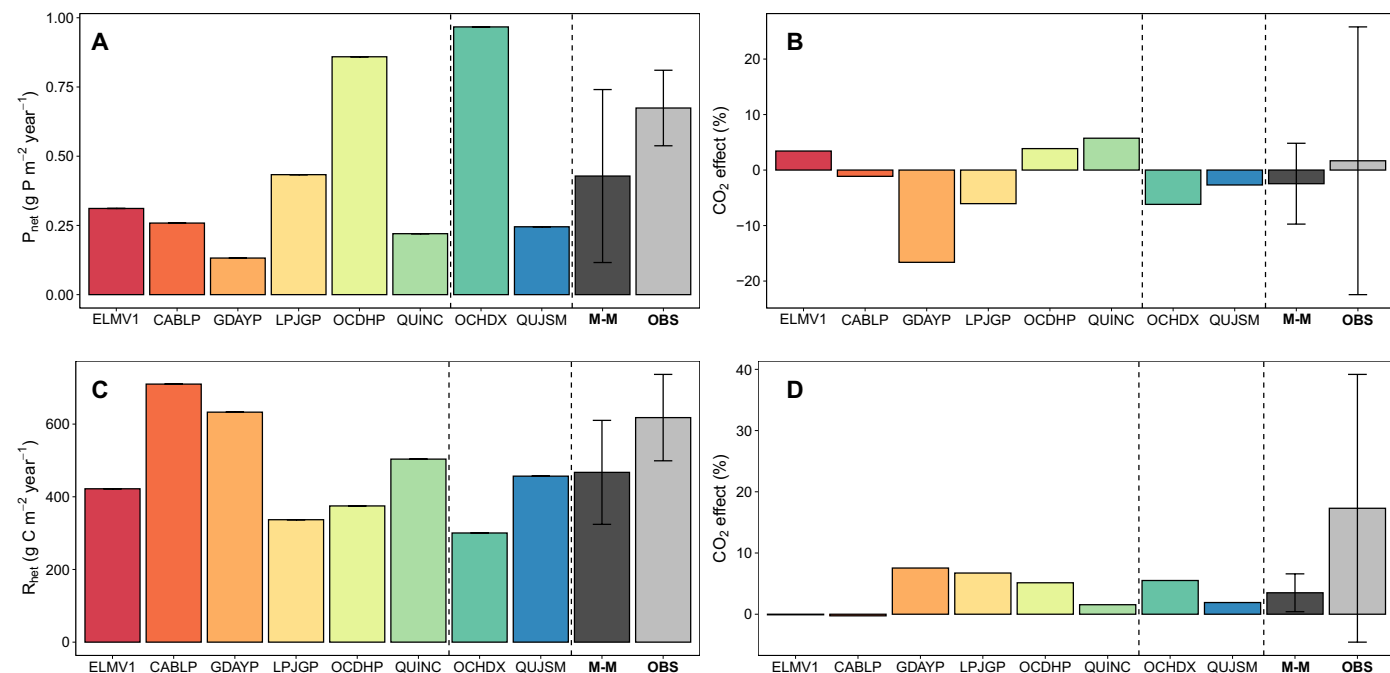 A
P_net (g P m⁻² year⁻¹)
1.00
0.75
0.50
0.25
0.00
ELMV1 CABLP GDAYP LPJGP OCDHP QUINC OCHDX QUJSM M-M OBS
B
CO₂ effect (%)
20
10
0
−10
−20
ELMV1 CABLP GDAYP LPJGP OCDHP QUINC OCHDX QUJSM M-M OBS
C
R_het (g C m⁻² year⁻¹)
600
400
200
0
ELMV1 CABLP GDAYP LPJGP OCDHP QUINC OCHDX QUJSM M-M OBS
D
CO₂ effect (%)
40
30
20
10
0
ELMV1 CABLP GDAYP LPJGP OCDHP QUINC OCHDX QUJSM M-M OBS